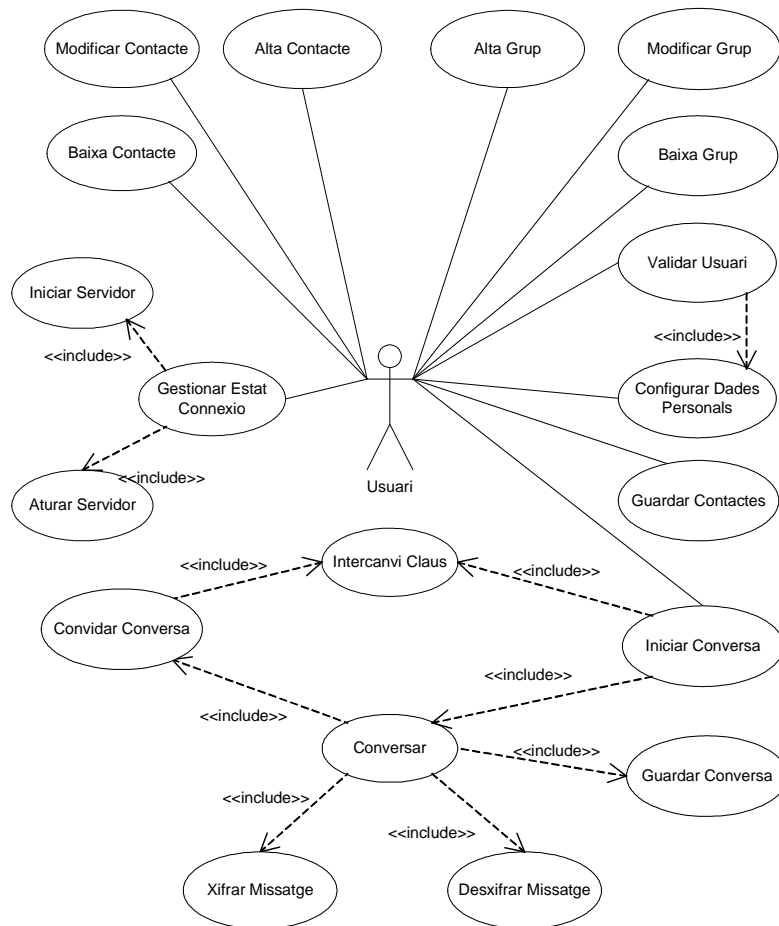 Modificar Contacte
Alta Contacte
Alta Grup
Modificar Grup
Baixa Contacte
Baixa Grup
Validar Usuari
Iniciar Servidor
<<include>>
<<include>>
Gestionar Estat
Connexio
Configurar Dades
Personals
<<include>>
Aturar Servidor
Usuari
Guardar Contactes
<<include>>
Intercanvi Claus
<<include>>
Convidar Conversa
Iniciar Conversa
<<include>>
<<include>>
Conversar
<<include>>
Guardar Conversa
<<include>>
<<include>>
Xifrar Missatge
Desxifrar Missatge